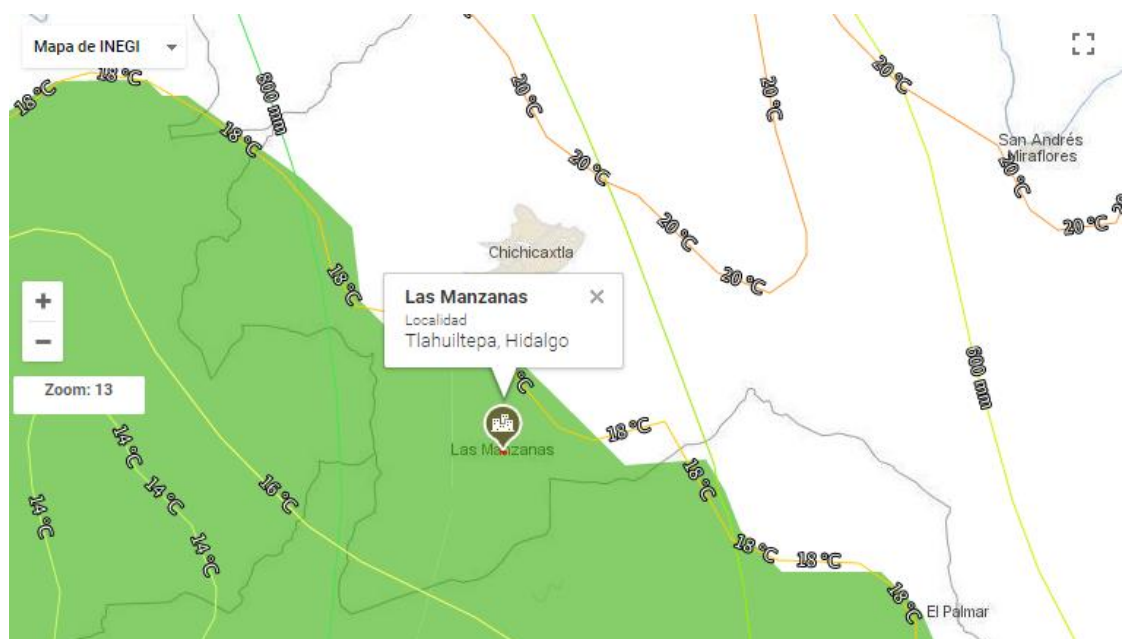 Mapa de INEGI
18 °C
18 °C
800 mm
18 °C
20 °C
20 °C
20 °C
San Andrés
Miraflores
20 °C
20 °C
20 °C
20 °C
20 °C
Chichicaxtla
18 °C
Las Manzanas
Localidad
Tlahuiltepa, Hidalgo
+
−
Zoom: 13
600 mm
°C
18 °C
Las Manzanas
18 °C
14 °C
14 °C
16 °C
14 °C
14 °C
18 °C
18 °C
18 °C
El Palmar